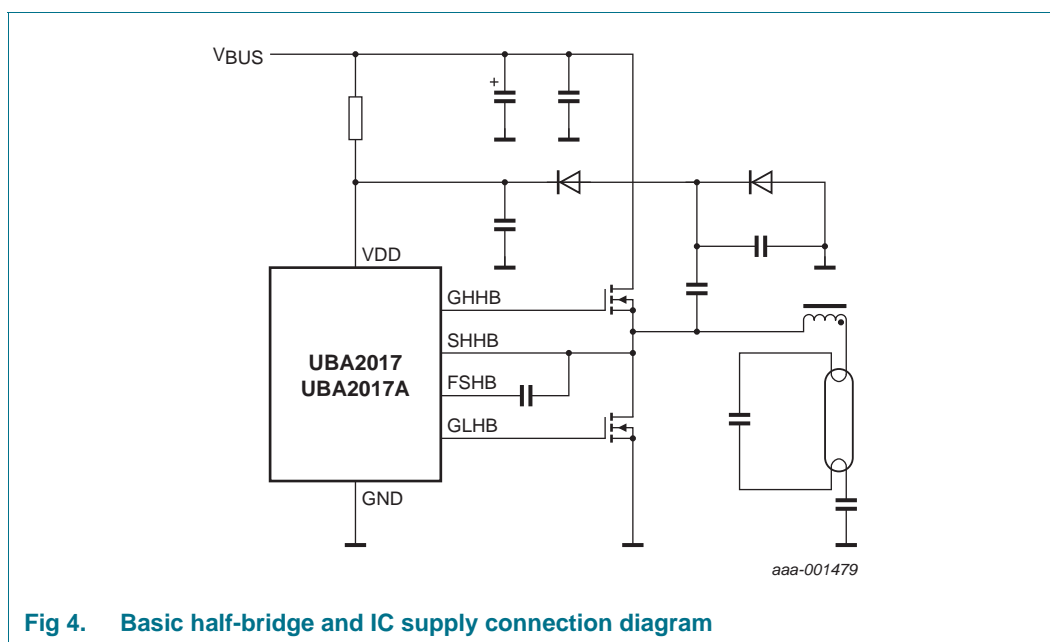 VBUS
+
VDD
GHHB
SHHB
UBA2017
UBA2017A
FSHB
GLHB
GND
aaa-001479
Fig 4. Basic half-bridge and IC supply connection diagram